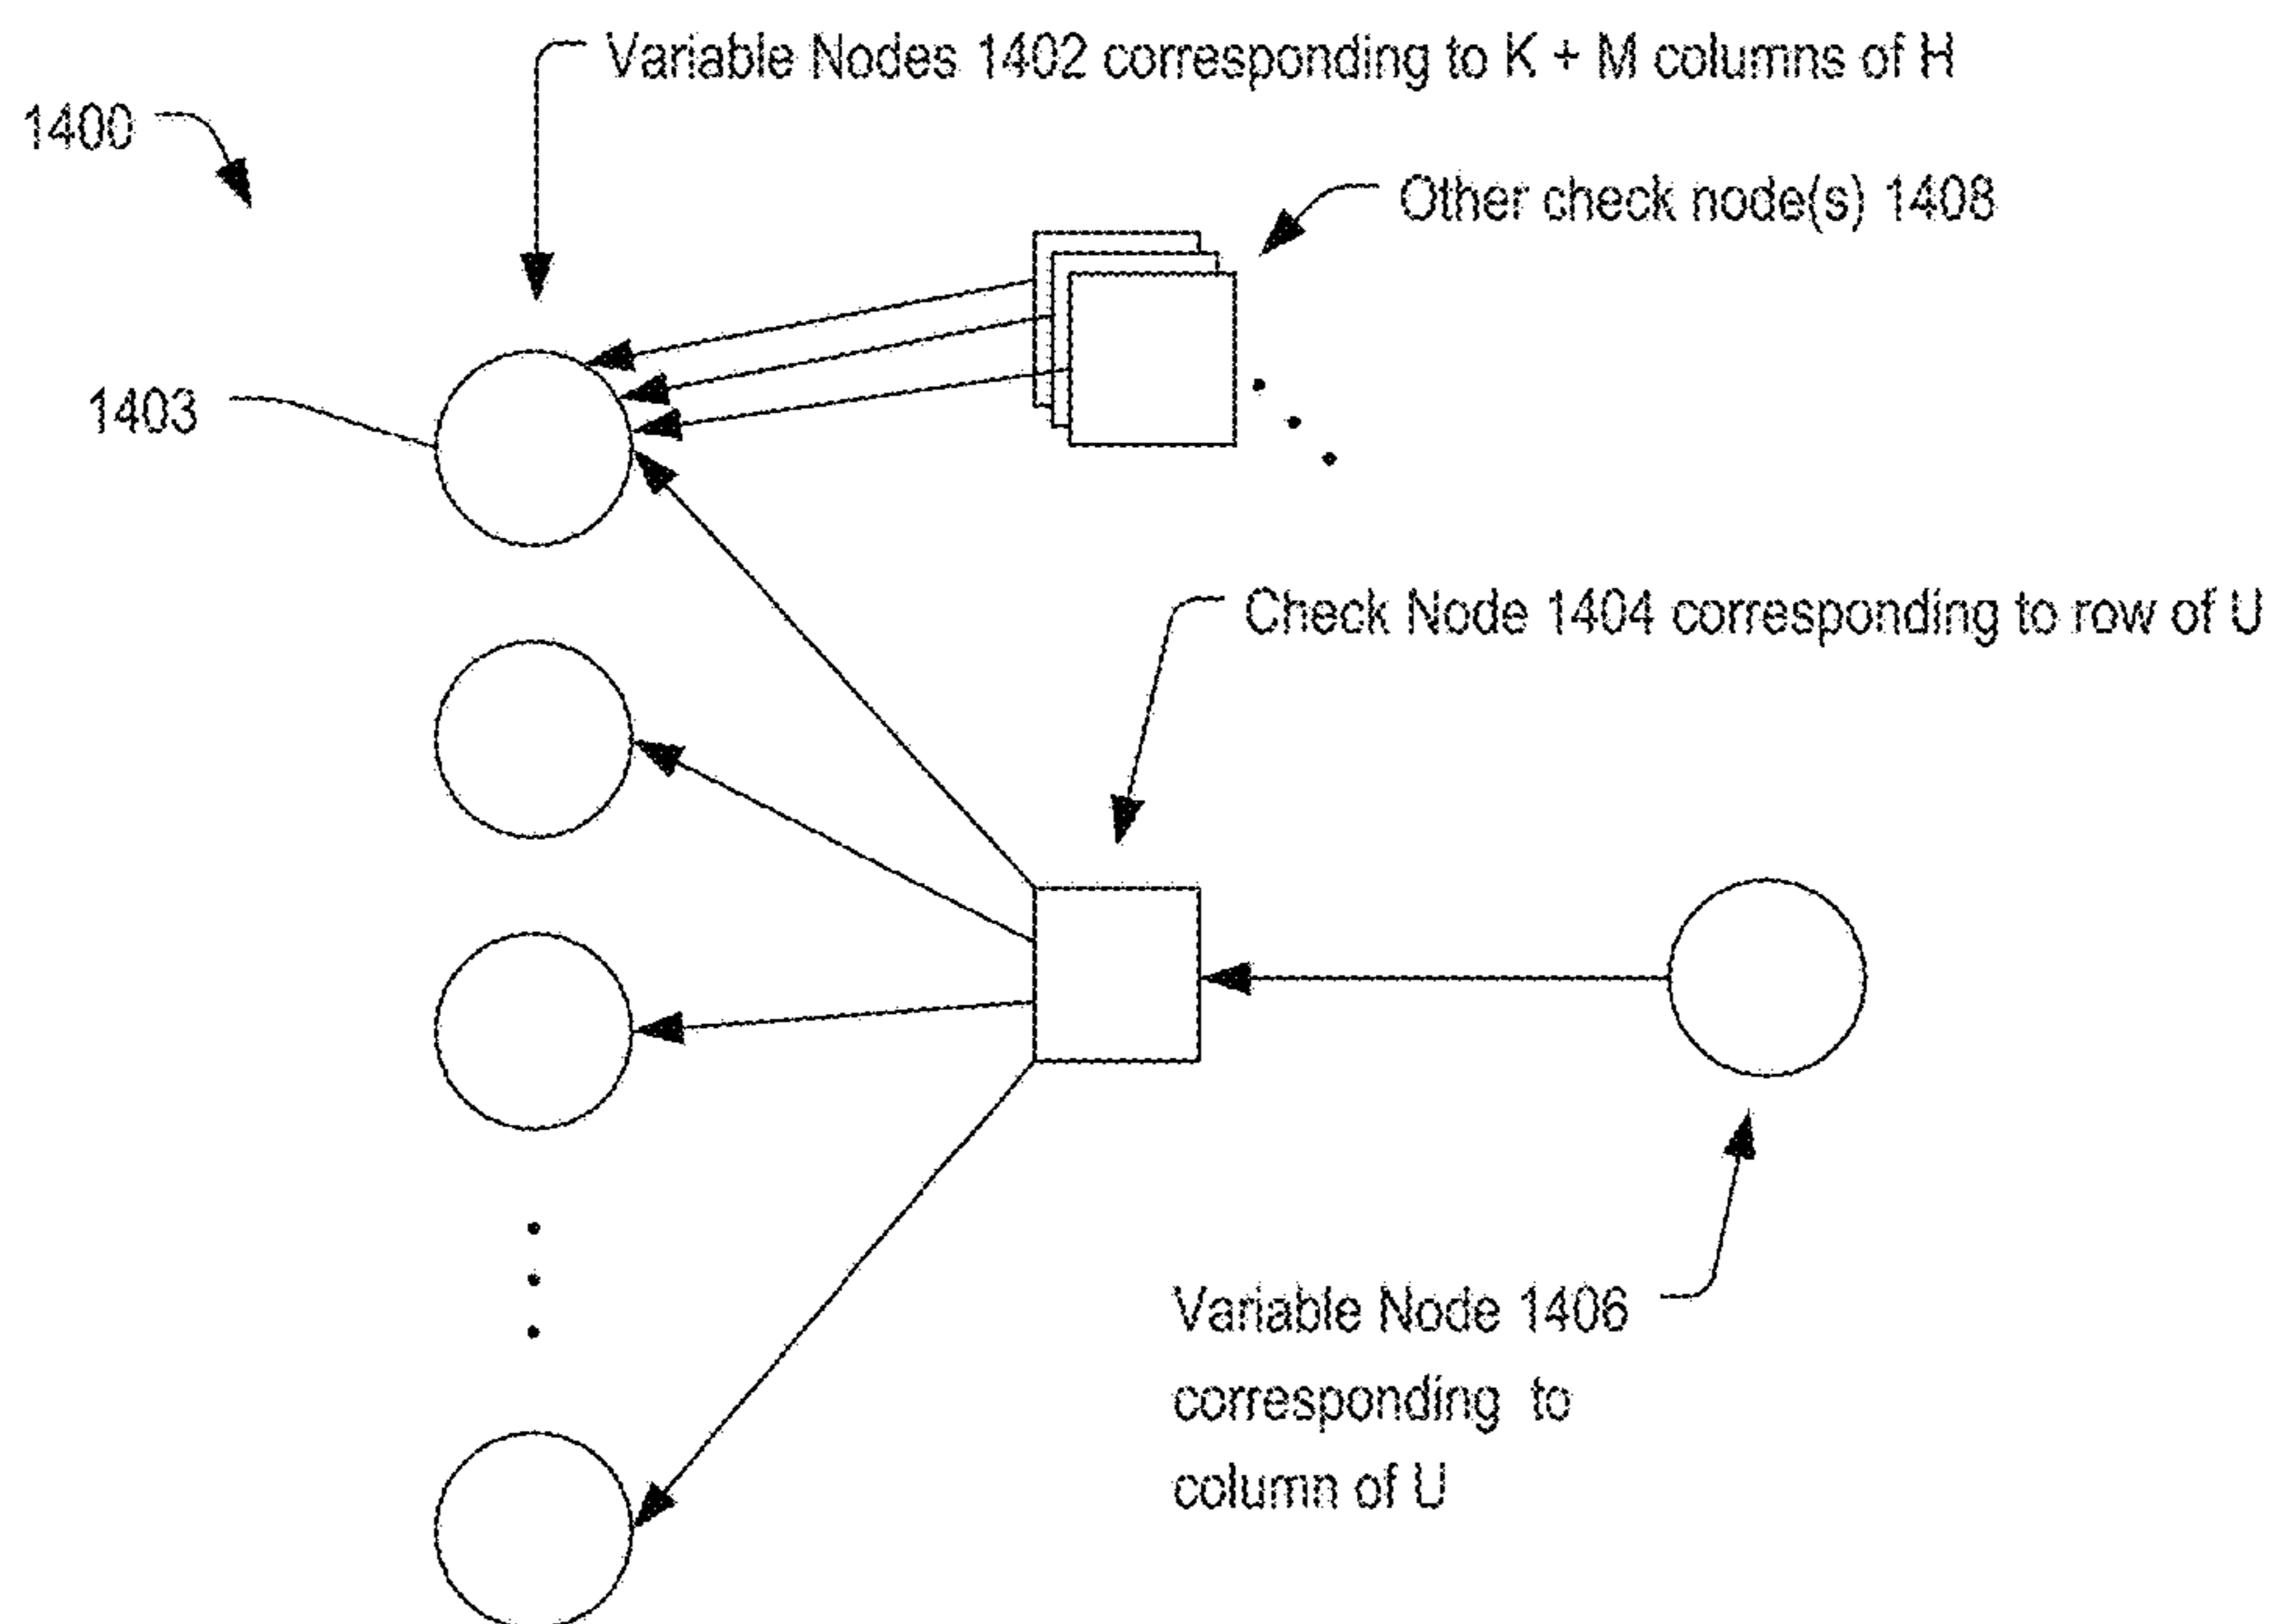 Variable Nodes 1402 corresponding to K + M columns of H
1400
Other check node(s) 1408
1403
Check Node 1404 corresponding to row of U
Variable Node 1406
corresponding to
column of U